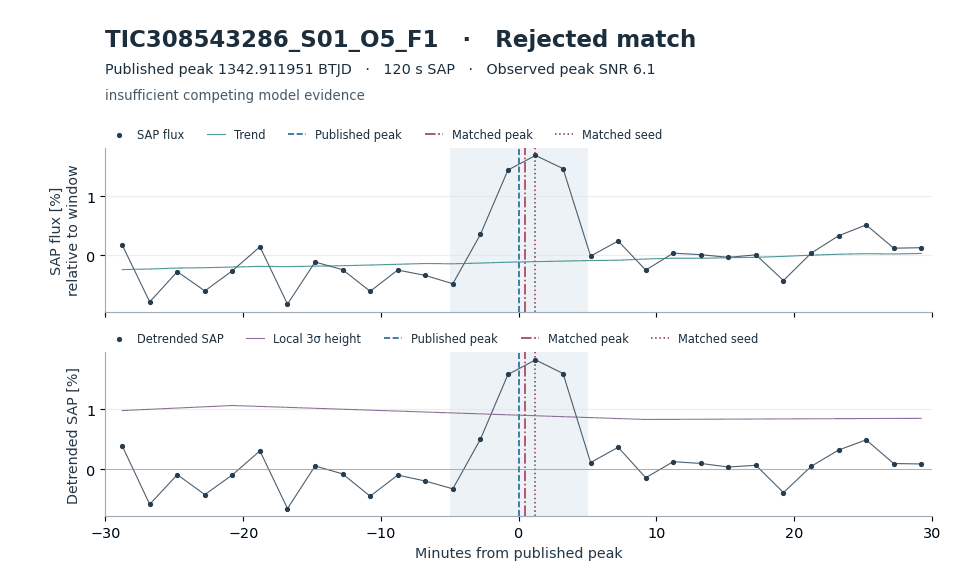 TIC308543286_S01_O5_F1 · Rejected match
Published peak 1342.911951 BTJD · 120 s SAP · Observed peak SNR 6.1
insufficient competing model evidence
SAP flux Trend Published peak Matched peak Matched seed
SAP flux [%]
relative to window
1
0
Detrended SAP Local 3σ height Published peak Matched peak Matched seed
Detrended SAP [%]
1
0
−30 −20 −10 0 10 20 30
Minutes from published peak